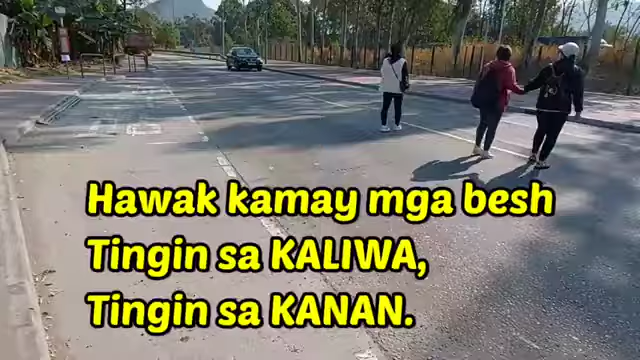 Hawak kamay mga besh
Tingin sa KALIWA,
Tingin sa KANAN.